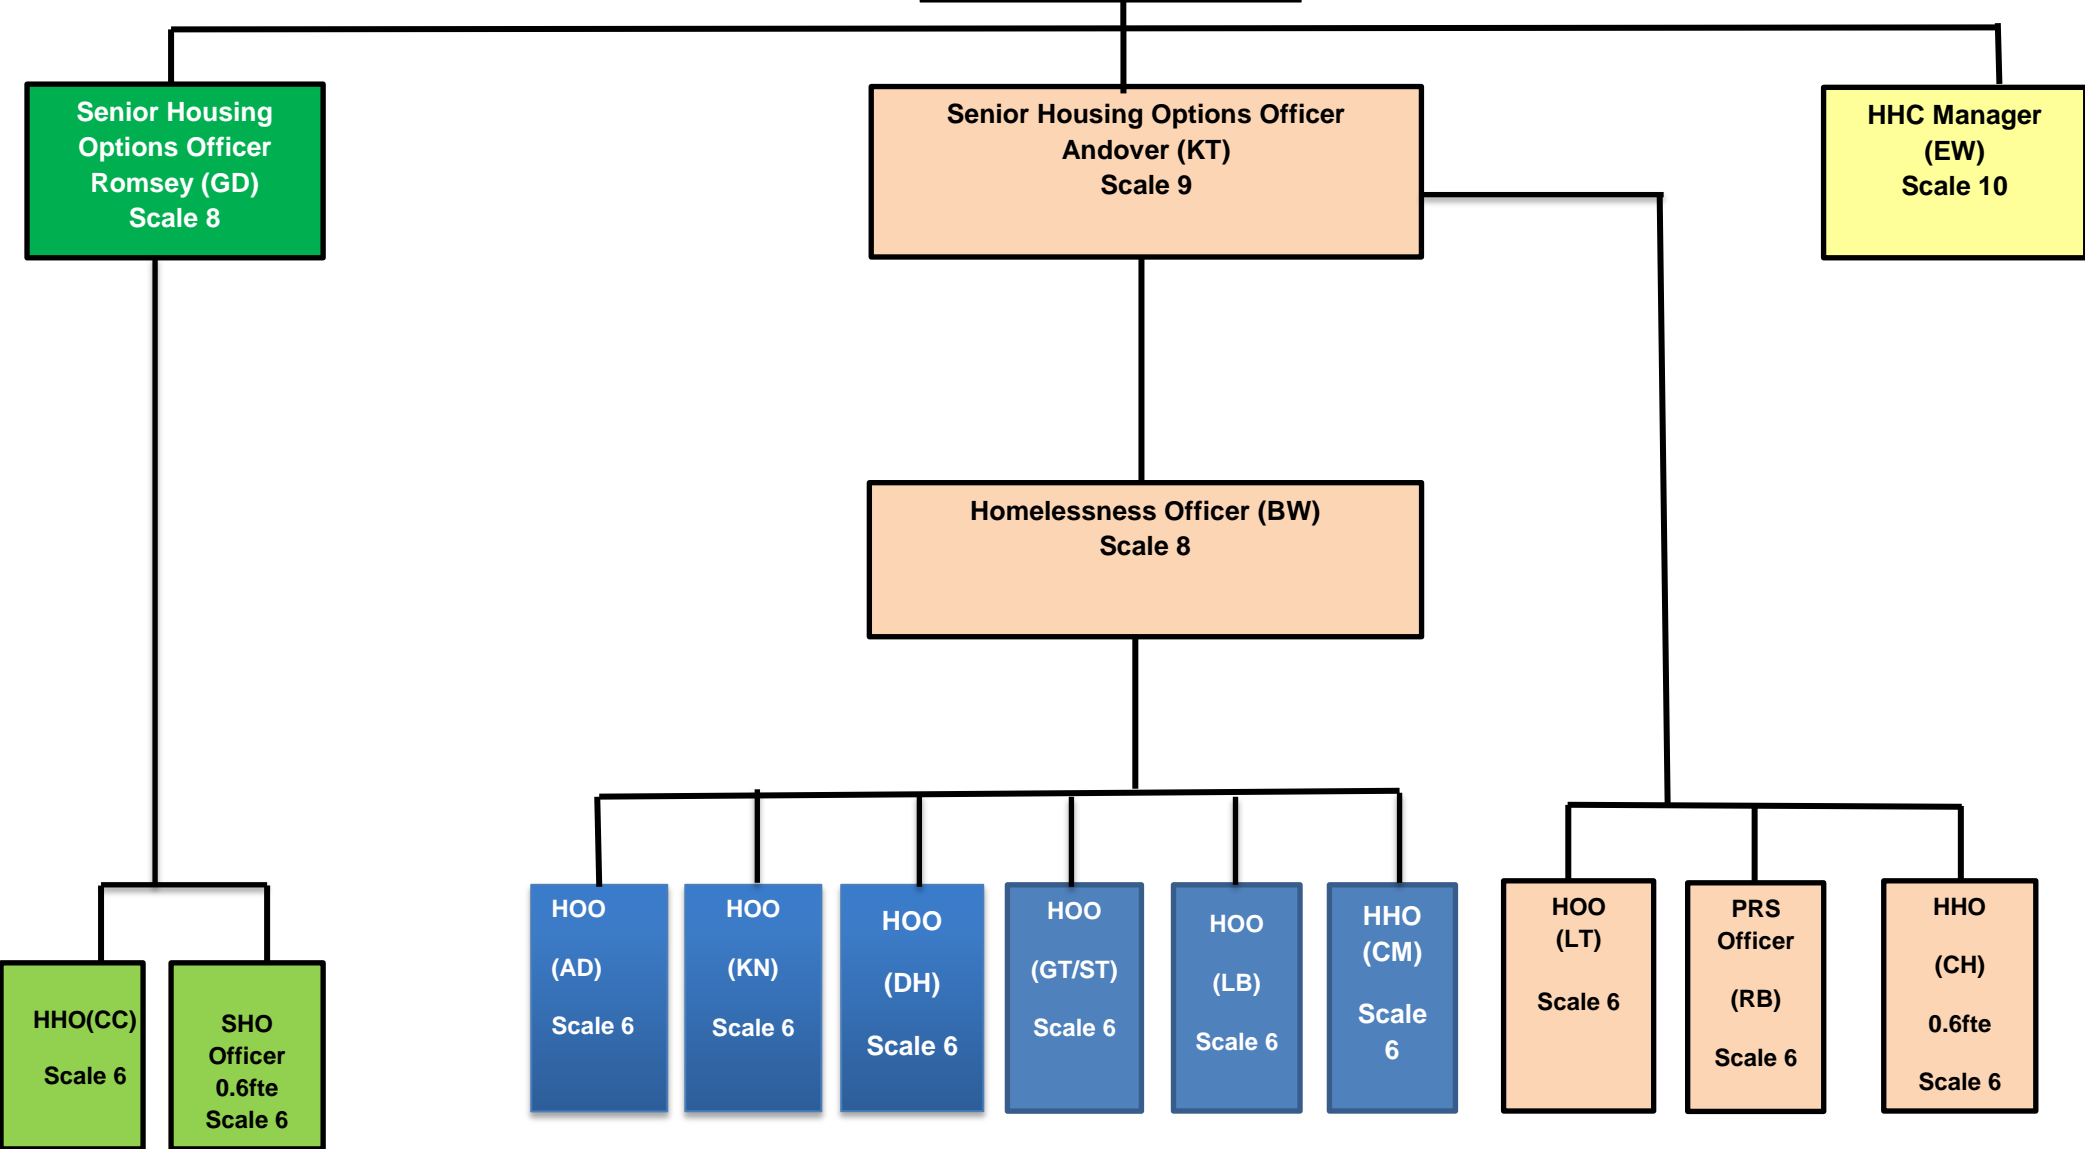 Senior Housing
Options Officer
Romsey (GD)
Scale 8
Senior Housing Options Officer
Andover (KT)
Scale 9
HHC Manager
(EW)
Scale 10
Homelessness Officer (BW)
Scale 8
HHO(CC)
Scale 6
SHO
Officer
0.6fte
Scale 6
HOO
(AD)
Scale 6
HOO
(KN)
Scale 6
HOO
(DH)
Scale 6
HOO
(GT/ST)
Scale 6
HOO
(LB)
Scale 6
HHO
(CM)
Scale
6
HOO
(LT)
Scale 6
PRS
Officer
(RB)
Scale 6
HHO
(CH)
0.6fte
Scale 6